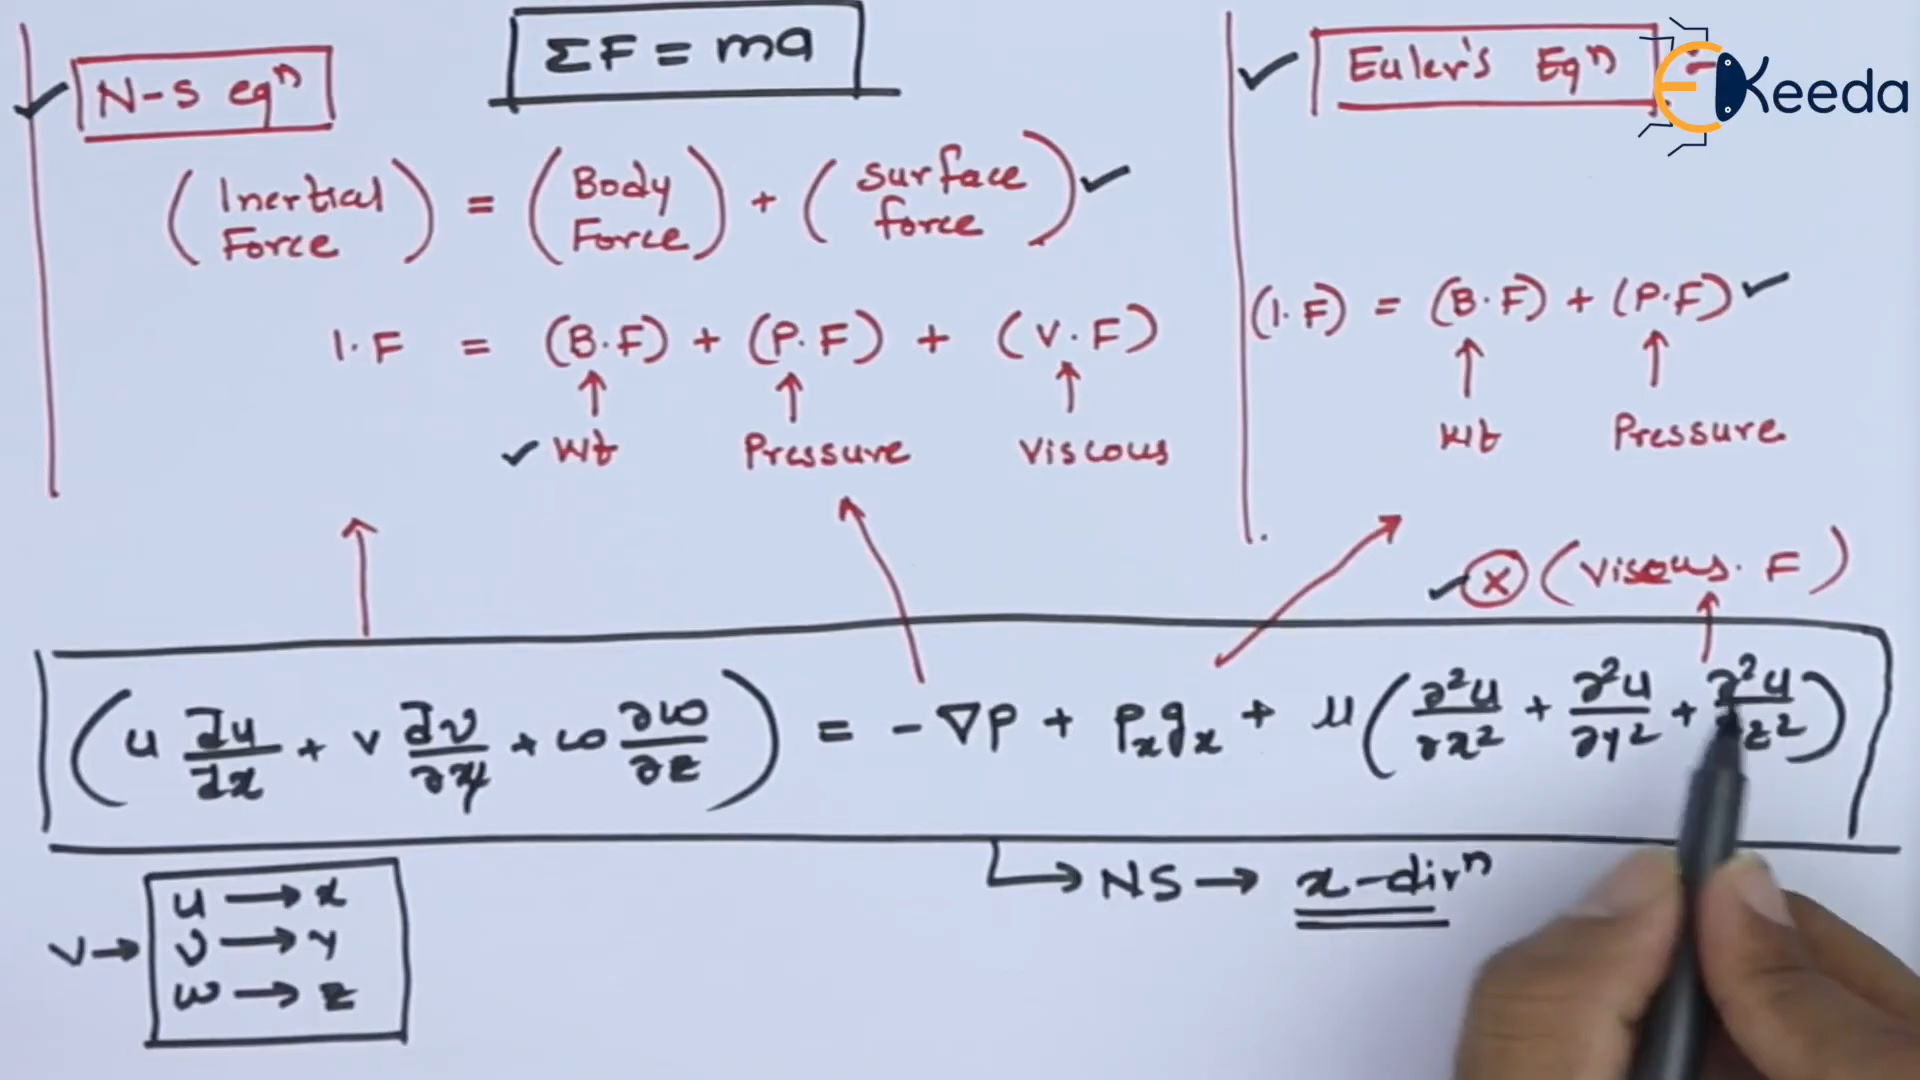 ΣF = ma
N-S eqⁿ
(Inertial Force) = (Body Force) + (Surface force)
I.F = (B.F) + (P.F) + (V.F)
Wt Pressure Viscous
Euler's Eqⁿ :-
EKeeda
(I.F) = (B.F) + (P.F)
Wt Pressure
X (Viscous. F)
(u ∂u/∂x + v ∂v/∂y + ω ∂ω/∂z) = -∇P + ρₓgₓ + μ(∂²u/∂x² + ∂²u/∂y² + ∂²u/∂z²)
→ NS → x-dirⁿ
V → u → x
v → y
w → z